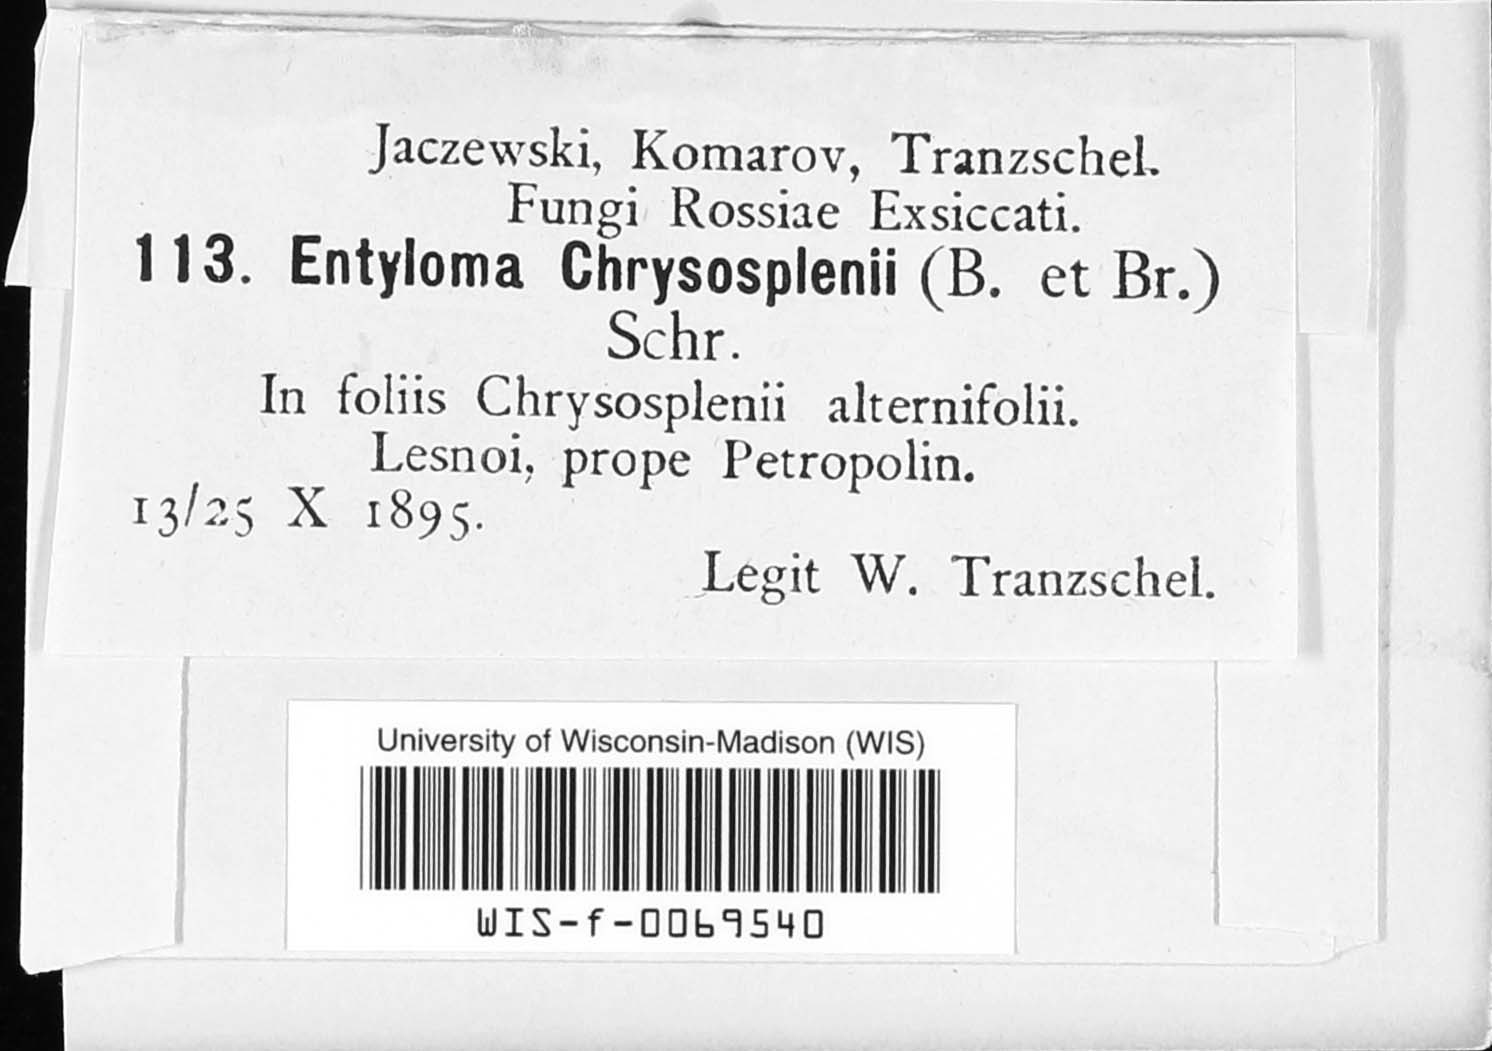 Jaczewski, Komarov, Tranzschel.
Fungi Rossiae Exsiccati.
113. Entyloma Chrysosplenii (B. et Br.)
Schr.
In foliis Chrysosplenii alternifolii.
Lesnoi, prope Petropolin.
13/25 X 1895.
Legit W. Tranzschel.
University of Wisconsin-Madison (WIS)
WIS-f-0069540